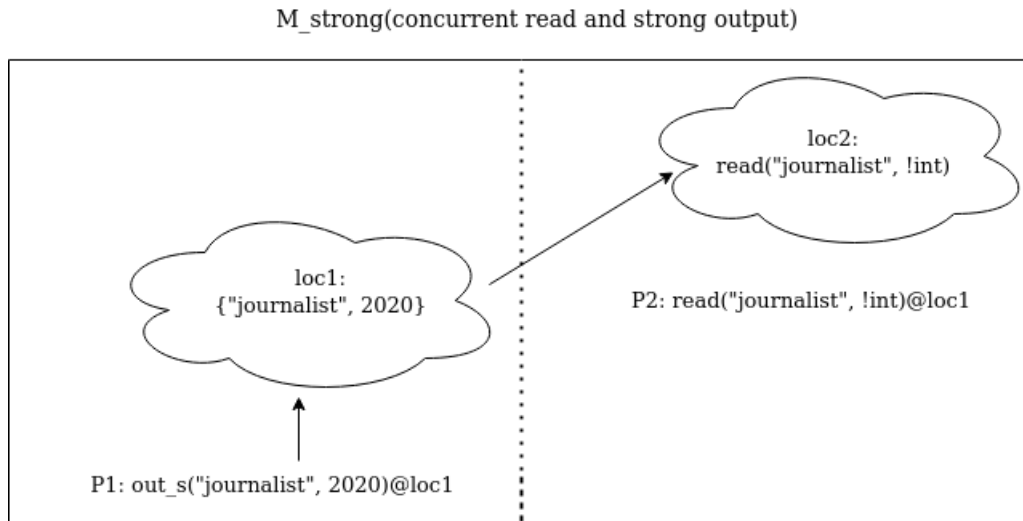 M_strong(concurrent read and strong output)
loc2:
read("journalist", !int)
loc1:
{"journalist", 2020}
P2: read("journalist", !int)@loc1
P1: out_s("journalist", 2020)@loc1